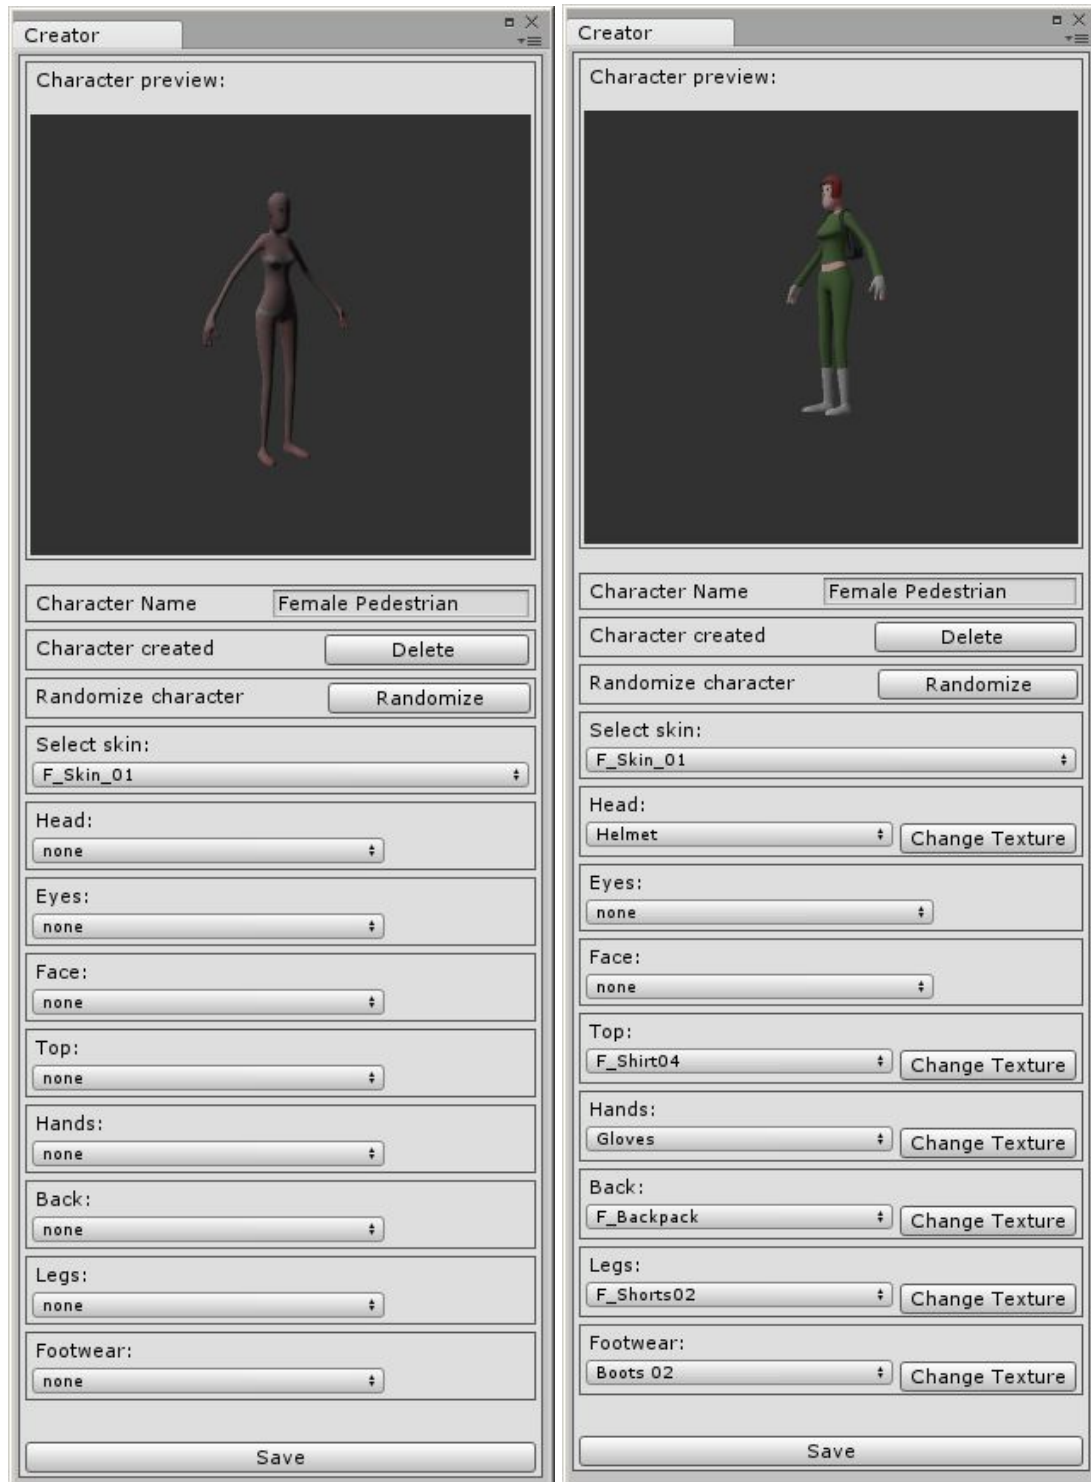 Creator
Character preview:
Character Name Female Pedestrian
Character created Delete
Randomize character Randomize
Select skin:
F_Skin_01
Head:
none
Eyes:
none
Face:
none
Top:
none
Hands:
none
Back:
none
Legs:
none
Footwear:
none
Save
Creator
Character preview:
Character Name Female Pedestrian
Character created Delete
Randomize character Randomize
Select skin:
F_Skin_01
Head:
Helmet Change Texture
Eyes:
none
Face:
none
Top:
F_Shirt04 Change Texture
Hands:
Gloves Change Texture
Back:
F_Backpack Change Texture
Legs:
F_Shorts02 Change Texture
Footwear:
Boots 02 Change Texture
Save